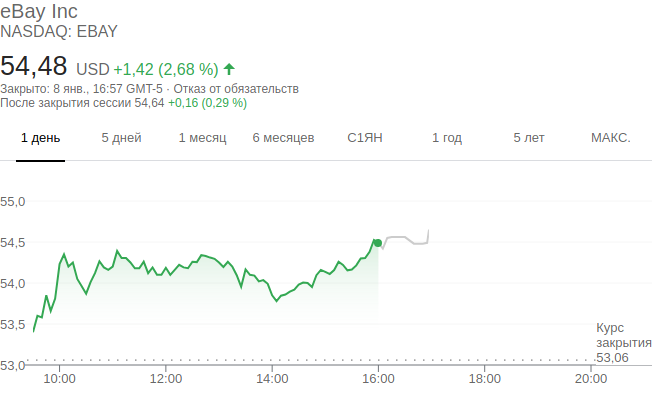 eBay Inc
NASDAQ: EBAY
54,48 USD +1,42 (2,68 %)
Закрыто: 8 янв., 16:57 GMT-5 · Отказ от обязательств
После закрытия сессии 54,64 +0,16 (0,29 %)
1 день 5 дней 1 месяц 6 месяцев С1ЯН 1 год 5 лет МАКС.
55,0
54,5
54,0
53,5
Курс
закрытия
53,06
53,0
10:00 12:00 14:00 16:00 18:00 20:00